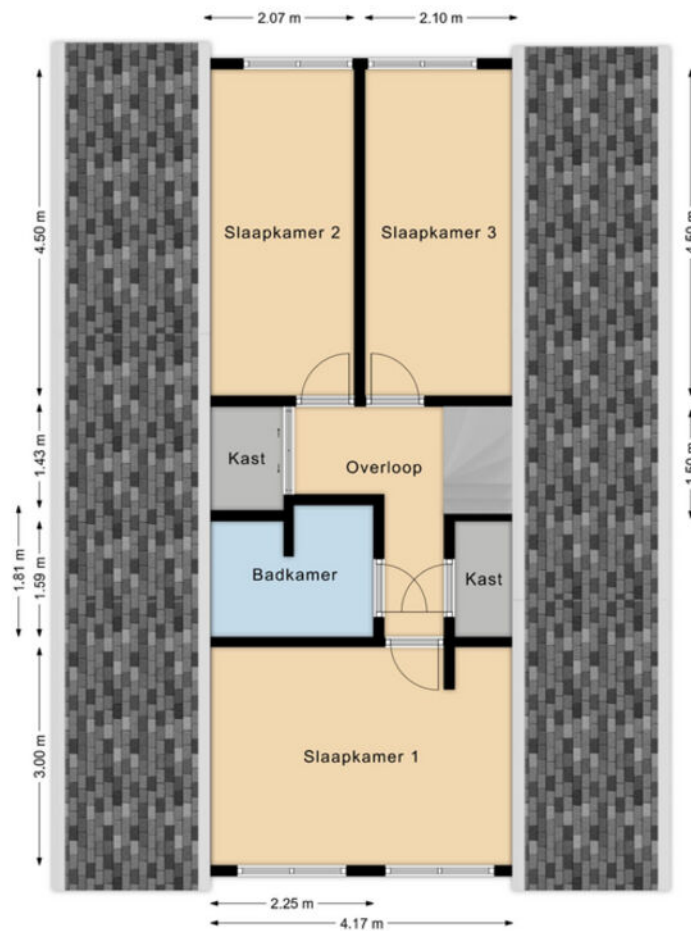 2.07 m
2.10 m
4.50 m
4.50 m
Slaapkamer 2
Slaapkamer 3
1.43 m
Kast
Overloop
1.50 m
1.81 m
1.59 m
Badkamer
Kast
3.00 m
Slaapkamer 1
2.25 m
4.17 m